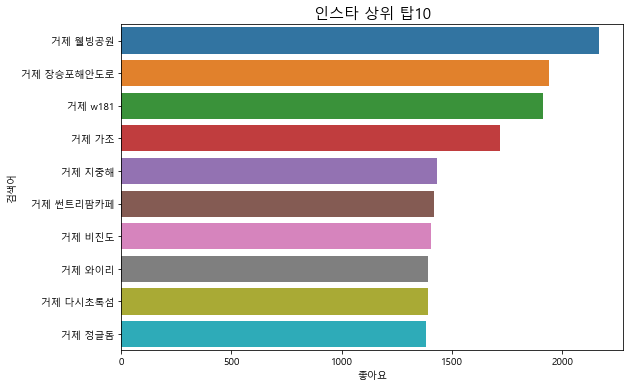 인스타 상위 탑10
검색어
거제 웰빙공원
거제 장승포해안도로
거제 w181
거제 가조
거제 지중해
거제 썬트리팜카페
거제 비진도
거제 와이리
거제 다시초록섬
거제 정글돔
0 500 1000 1500 2000
좋아요